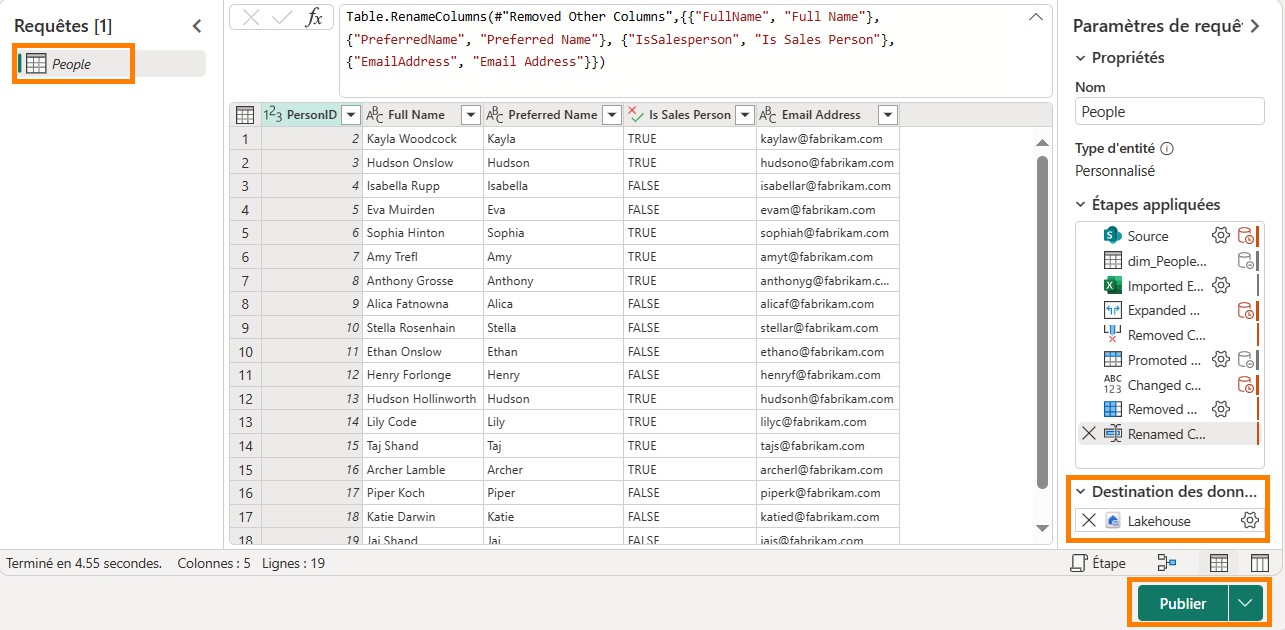 Requêtes [1]
People
fx
Table.RenameColumns(#"Removed Other Columns",{{"FullName", "Full Name"},
{"PreferredName", "Preferred Name"}, {"IsSalesperson", "Is Sales Person"},
{"EmailAddress", "Email Address"}})
123 PersonID ABC Full Name ABC Preferred Name Is Sales Person ABC Email Address
1 2 Kayla Woodcock Kayla TRUE kaylaw@fabrikam.com
2 3 Hudson Onslow Hudson TRUE hudsono@fabrikam.com
3 4 Isabella Rupp Isabella FALSE isabellar@fabrikam.com
4 5 Eva Muirden Eva FALSE evam@fabrikam.com
5 6 Sophia Hinton Sophia TRUE sophiah@fabrikam.com
6 7 Amy Trefl Amy TRUE amyt@fabrikam.com
7 8 Anthony Grosse Anthony TRUE anthonyg@fabrikam.c...
8 9 Alica Fatnowna Alica FALSE alicaf@fabrikam.com
9 10 Stella Rosenhain Stella FALSE stellar@fabrikam.com
10 11 Ethan Onslow Ethan FALSE ethano@fabrikam.com
11 12 Henry Forlonge Henry FALSE henryf@fabrikam.com
12 13 Hudson Hollinworth Hudson TRUE hudsonh@fabrikam.com
13 14 Lily Code Lily TRUE lilyc@fabrikam.com
14 15 Taj Shand Taj TRUE tajs@fabrikam.com
15 16 Archer Lamble Archer TRUE archerl@fabrikam.com
16 17 Piper Koch Piper FALSE piperk@fabrikam.com
17 18 Katie Darwin Katie FALSE katied@fabrikam.com
18 19 Jai Shand Jai FALSE jais@fabrikam.com
Paramètres de requê
Propriétés
Nom
People
Type d'entité
Personnalisé
Étapes appliquées
Source
dim_People...
Imported E...
Expanded ...
Removed C...
Promoted ...
Changed c...
Removed ...
Renamed C...
Destination des donn...
Lakehouse
Terminé en 4.55 secondes. Colonnes : 5 Lignes : 19
Étape
Publier